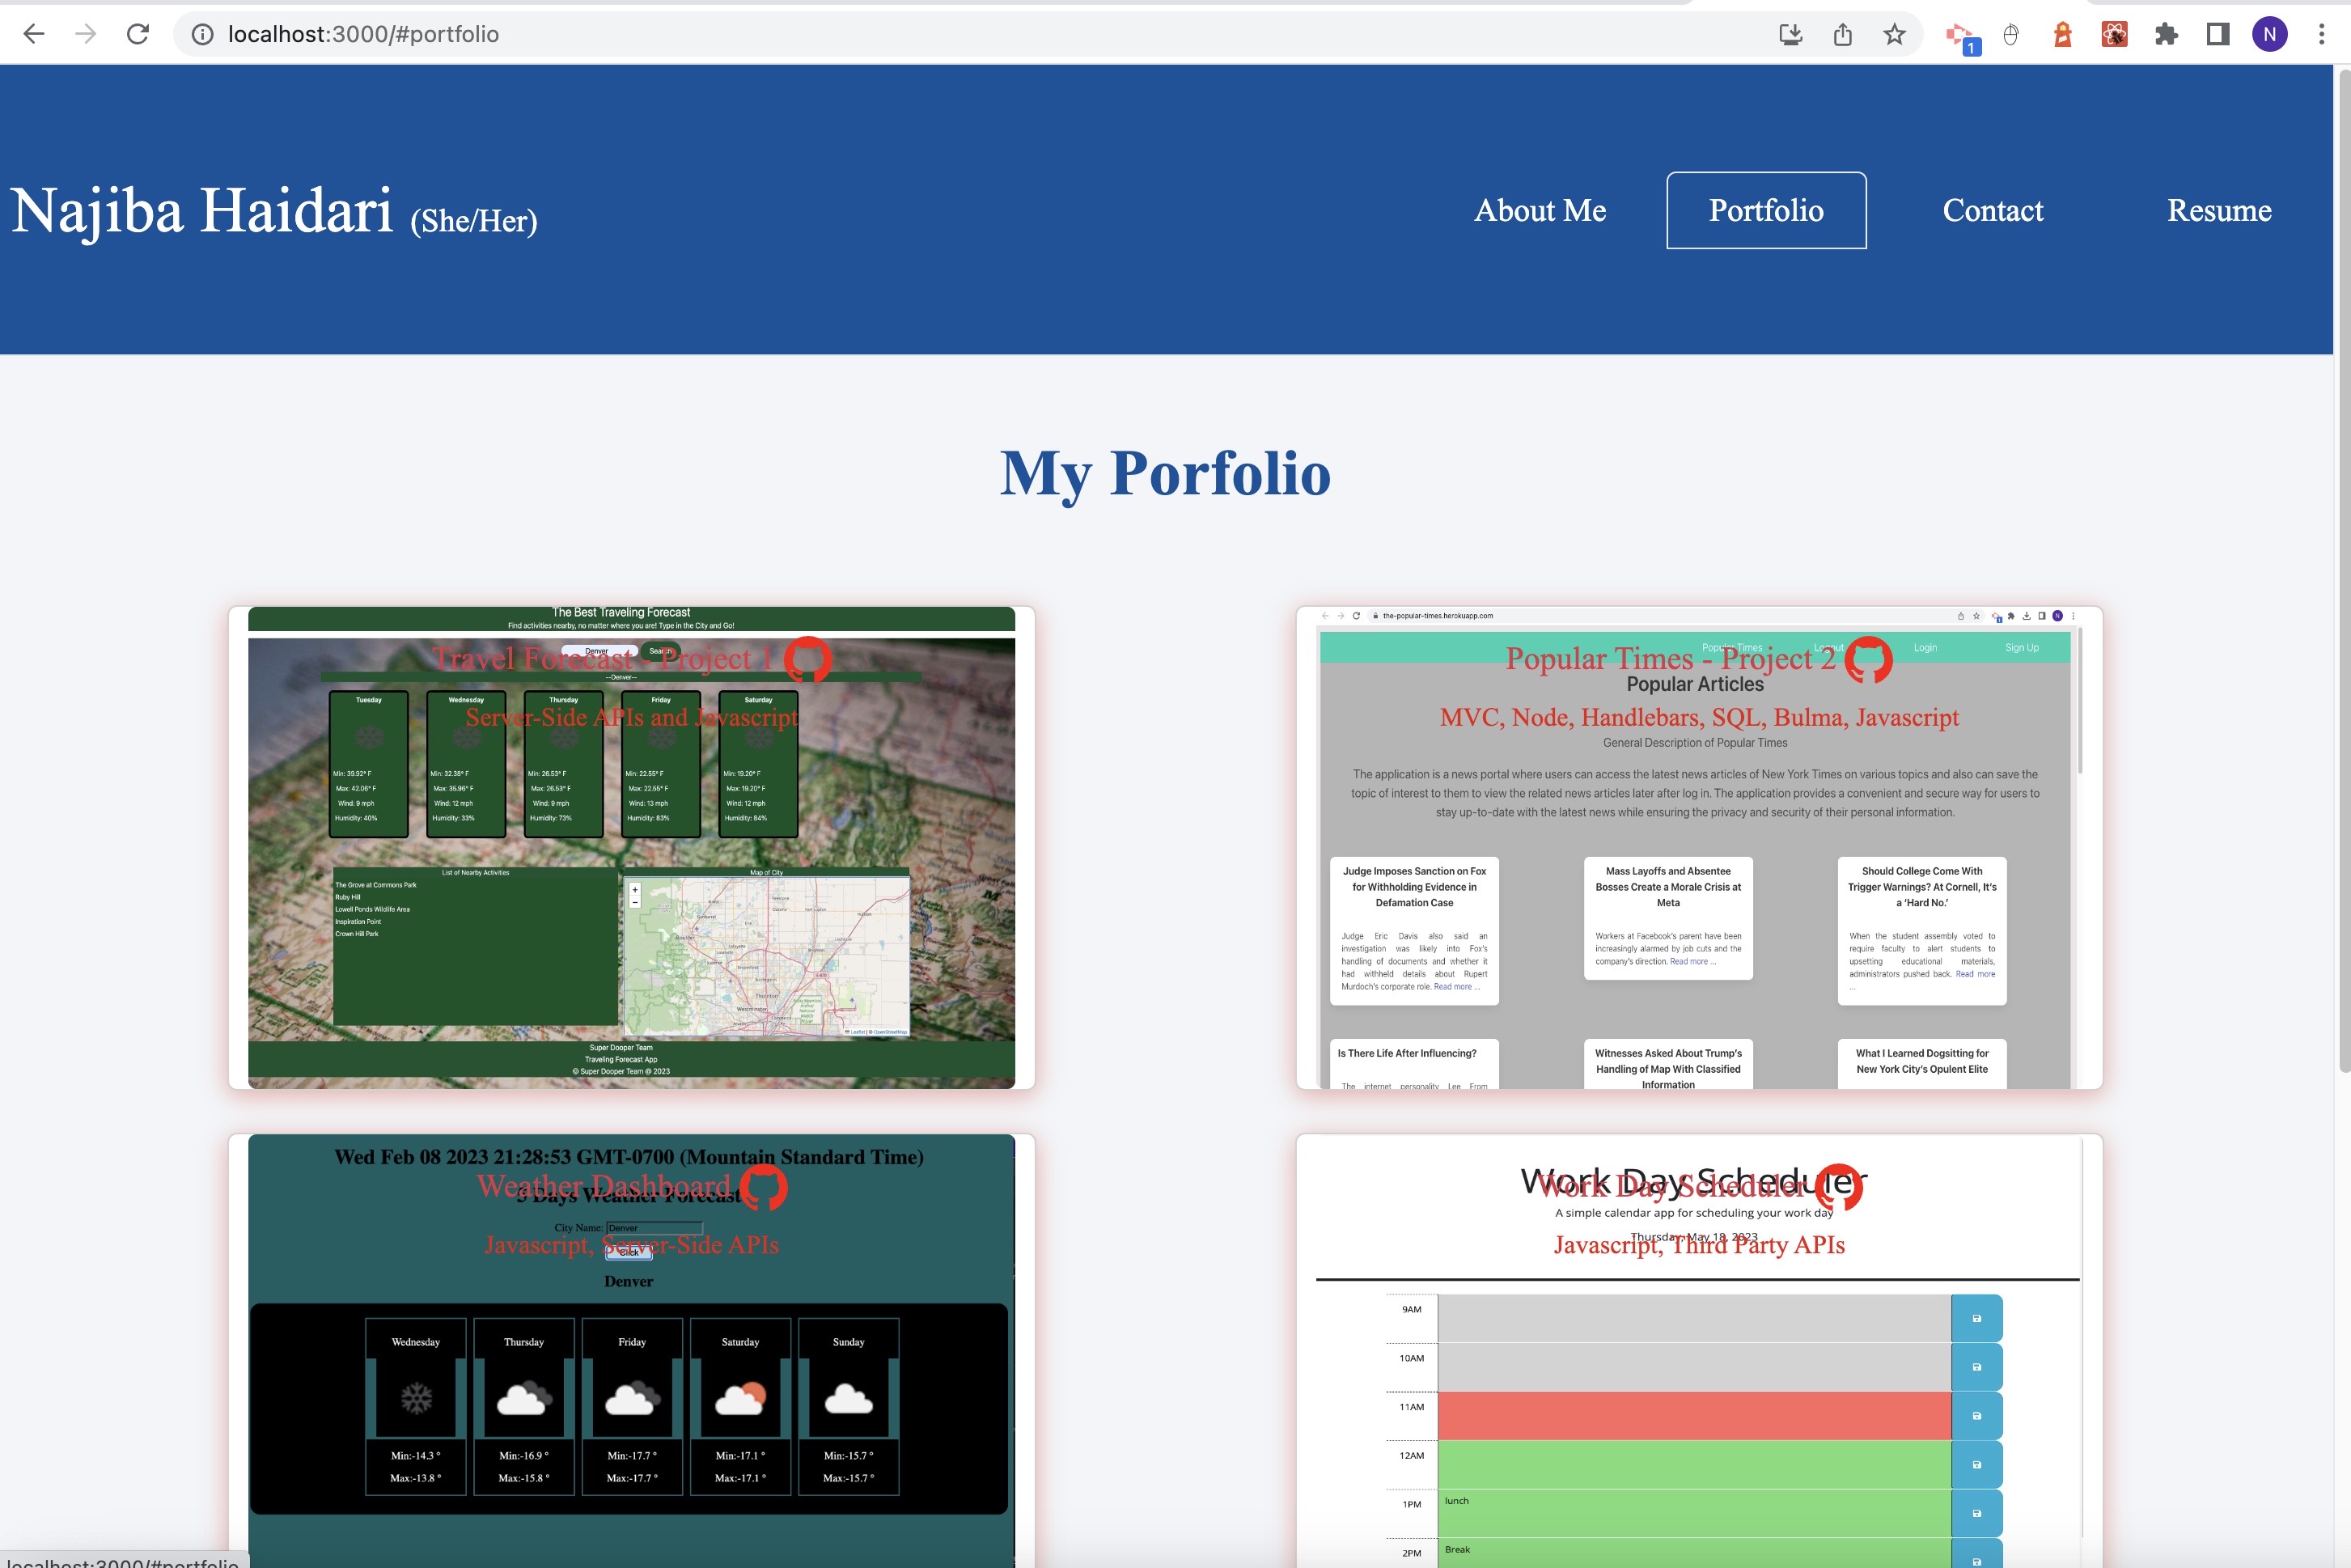 localhost:3000/#portfolio
1
N
Najiba Haidari (She/Her)
About Me
Portfolio
Contact
Resume
My Porfolio
The Best Traveling Forecast
Find activities nearby, no matter where you are! Type in the City and Go!
Denver
Search
Travel Forecast - Project 1
--Denver--
Server-Side APIs and Javascript
Tuesday
Min: 39.92° F
Max: 42.06° F
Wind: 9 mph
Humidity: 40%
Wednesday
Min: 32.38° F
Max: 35.96° F
Wind: 12 mph
Humidity: 33%
Thursday
Min: 26.53° F
Max: 26.53° F
Wind: 9 mph
Humidity: 73%
Friday
Min: 22.55° F
Max: 22.55° F
Wind: 13 mph
Humidity: 83%
Saturday
Min: 19.20° F
Max: 19.20° F
Wind: 12 mph
Humidity: 84%
List of Nearby Activities
The Grove at Commons Park
Ruby Hill
Lowell Ponds Wildlife Area
Inspiration Point
Crown Hill Park
Map of City
+
−
Thornton
Westminster
Leaflet | © OpenStreetMap
Super Dooper Team
Traveling Forecast App
© Super Dooper Team @ 2023
the-popular-times.herokuapp.com
Popular Times
Logout
Login
Sign Up
Popular Times - Project 2
Popular Articles
MVC, Node, Handlebars, SQL, Bulma, Javascript
General Description of Popular Times
The application is a news portal where users can access the latest news articles of New York Times on various topics and also can save the
topic of interest to them to view the related news articles later after log in. The application provides a convenient and secure way for users to
stay up-to-date with the latest news while ensuring the privacy and security of their personal information.
Judge Imposes Sanction on Fox
for Withholding Evidence in
Defamation Case
Judge Eric Davis also said an
investigation was likely into Fox's
handling of documents and whether it
had withheld details about Rupert
Murdoch's corporate role. Read more ...
Mass Layoffs and Absentee
Bosses Create a Morale Crisis at
Meta
Workers at Facebook's parent have been
increasingly alarmed by job cuts and the
company's direction. Read more ...
Should College Come With
Trigger Warnings? At Cornell, It's
a 'Hard No.'
When the student assembly voted to
require faculty to alert students to
upsetting educational materials,
administrators pushed back. Read more
...
Is There Life After Influencing?
The internet personality Lee From
Witnesses Asked About Trump's
Handling of Map With Classified
Information
What I Learned Dogsitting for
New York City's Opulent Elite
Wed Feb 08 2023 21:28:53 GMT-0700 (Mountain Standard Time)
Weather Dashboard
5 Days Weather Forecast
City Name: Denver
Javascript, Server-Side APIs
Click
Denver
Wednesday
Min:-14.3 °
Max:-13.8 °
Thursday
Min:-16.9 °
Max:-15.8 °
Friday
Min:-17.7 °
Max:-17.7 °
Saturday
Min:-17.1 °
Max:-17.1 °
Sunday
Min:-15.7 °
Max:-15.7 °
Work Day Scheduler
Work Day Scheduler
A simple calendar app for scheduling your work day
Thursday, May 18, 2023
Javascript, Third Party APIs
9AM
10AM
11AM
12AM
1PM
lunch
2PM
Break
localhost:3000/#portfolio